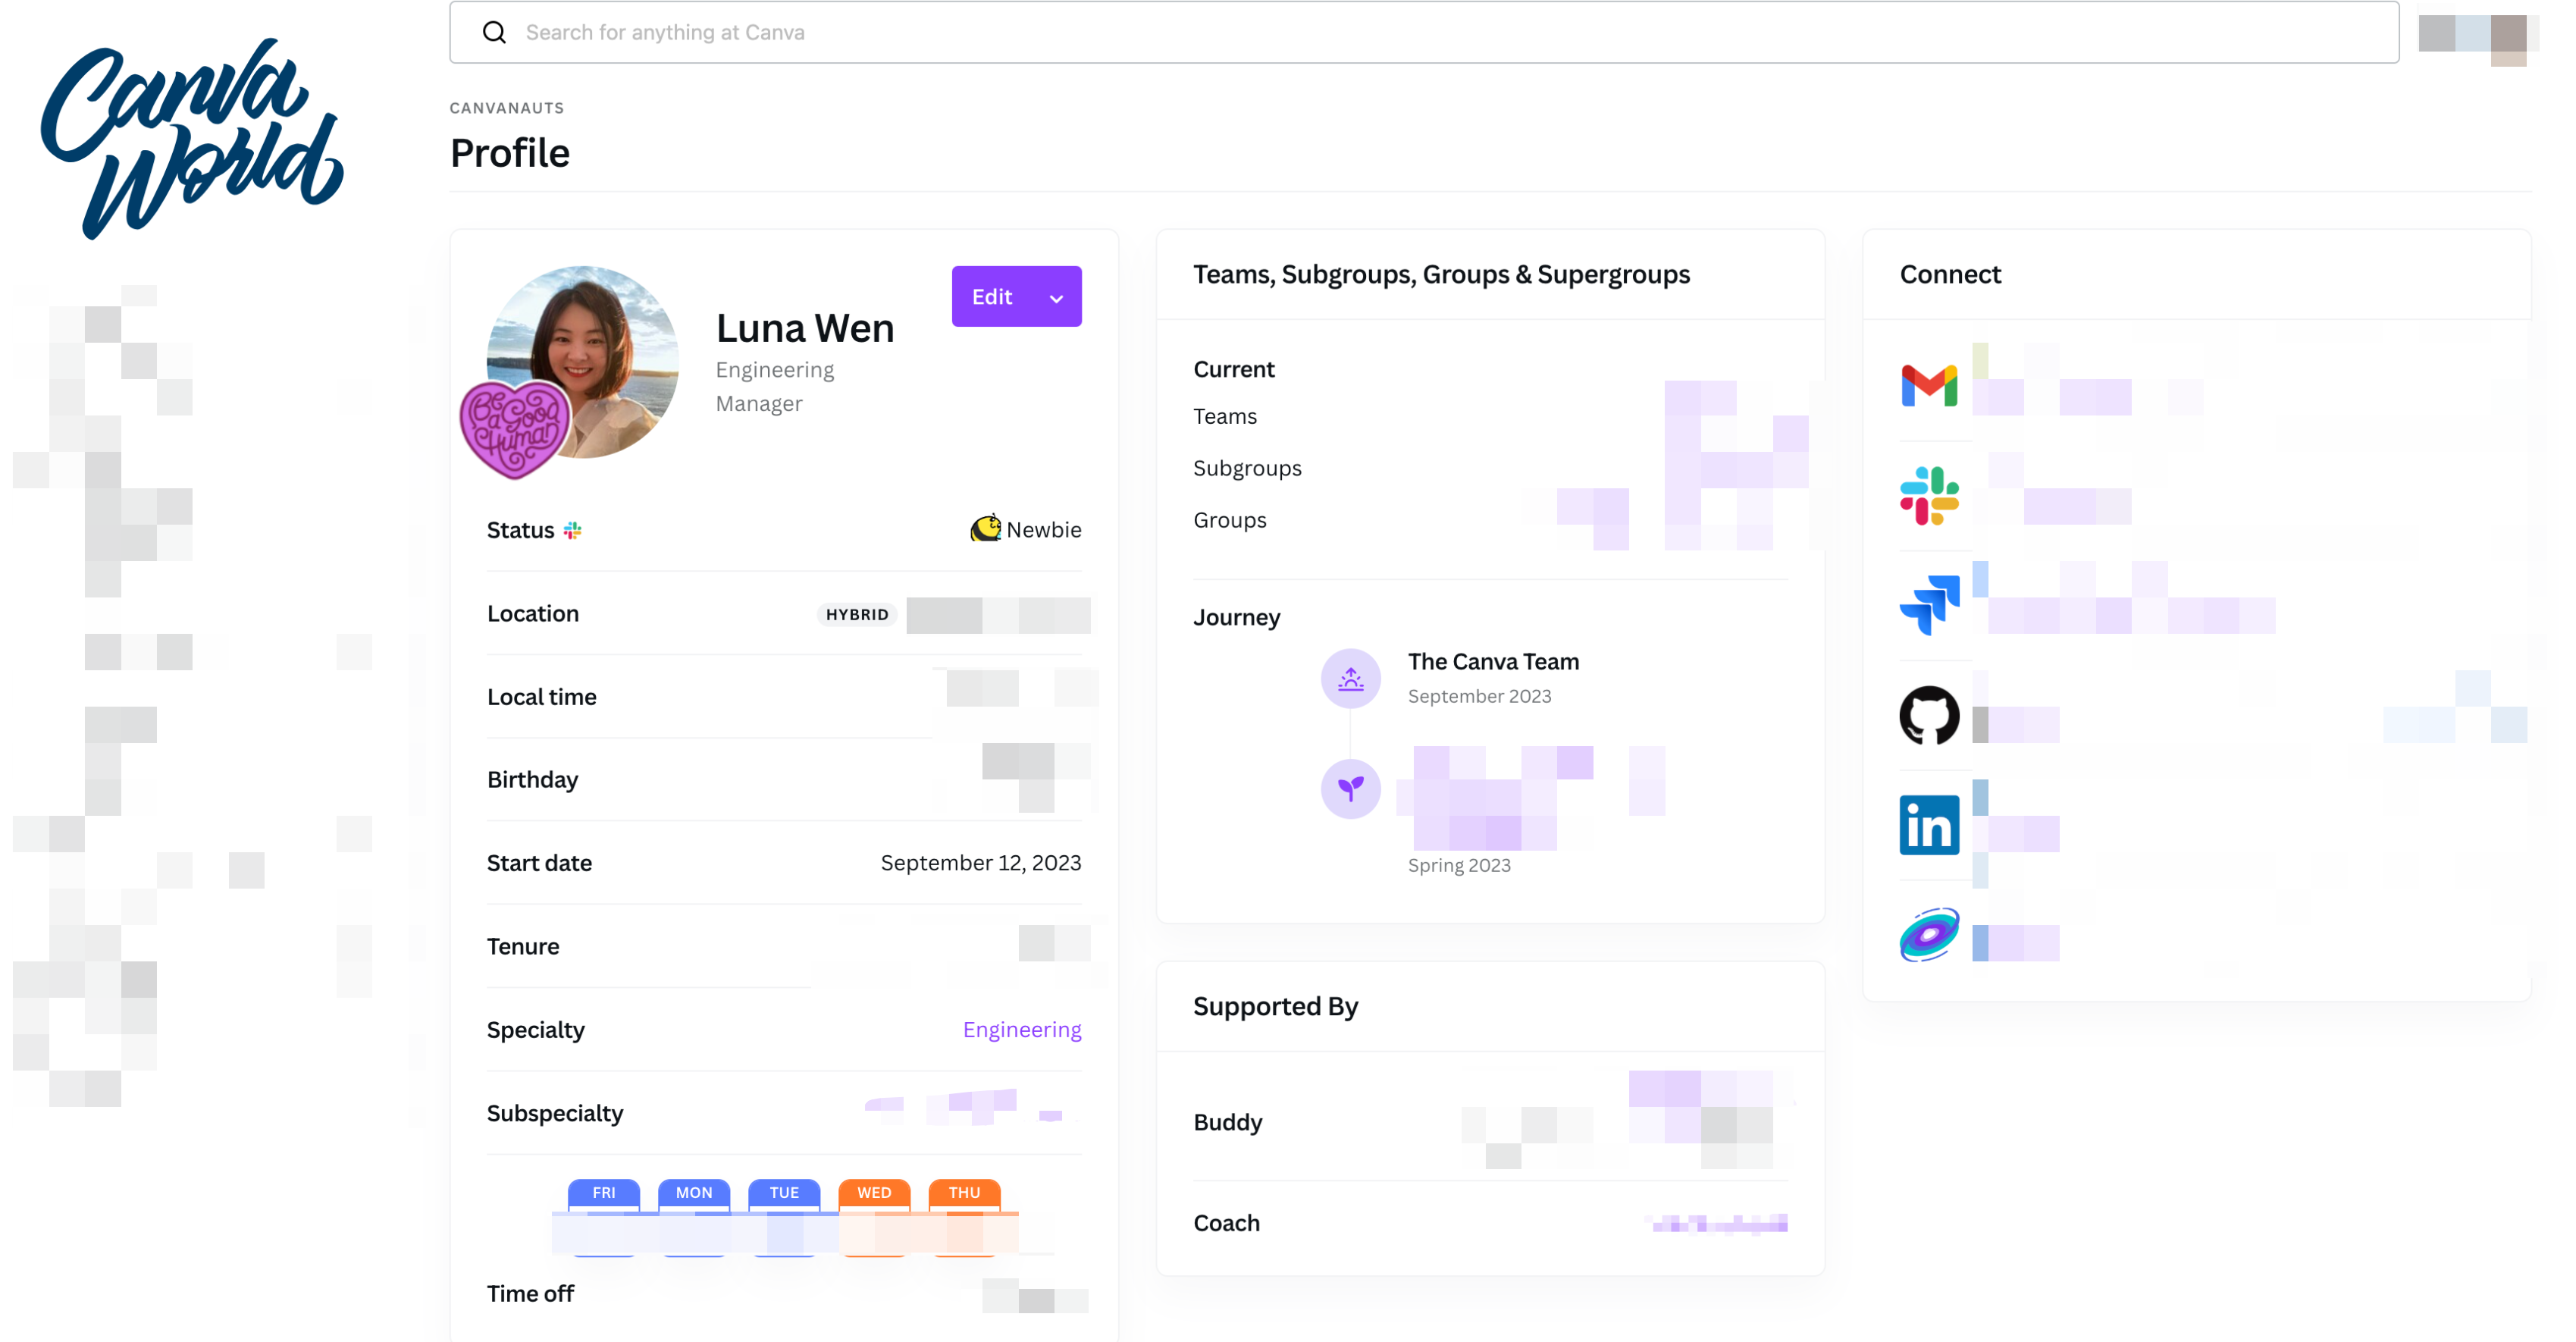 Canva
World
Search for anything at Canva
CANVANAUTS
Profile
Luna Wen
Engineering
Manager
Edit
Be
a Good
Human
Status
Newbie
Location
HYBRID
Local time
Birthday
Start date
September 12, 2023
Tenure
Specialty
Engineering
Subspecialty
FRI MON TUE WED THU
Time off
Teams, Subgroups, Groups & Supergroups
Current
Teams
Subgroups
Groups
Journey
The Canva Team
September 2023
Spring 2023
Supported By
Buddy
Coach
Connect
in